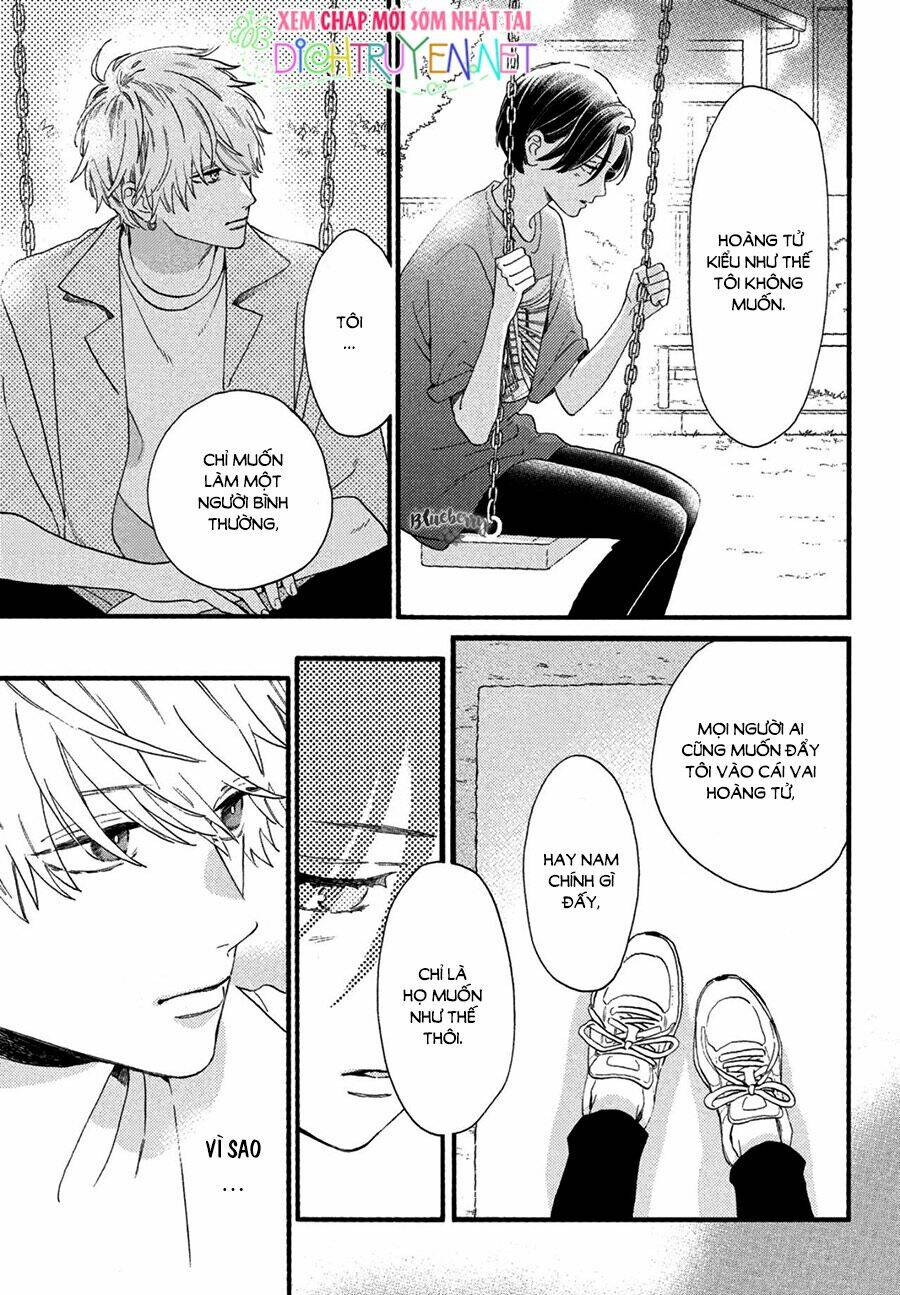 XEM CHAP MỚI SỚM NHẤT TẠI
DICHTRUYEN.NET
HOÀNG TỬ
KIỂU NHƯ THẾ
TÔI KHÔNG
MUỐN.
TÔI
...
CHỈ MUỐN
LÀM MỘT
NGƯỜI BÌNH
THƯỜNG,
Blueberry
MỌI NGƯỜI AI
CŨNG MUỐN ĐẨY
TÔI VÀO CÁI VAI
HOÀNG TỬ,
HAY NAM
CHÍNH GÌ
ĐẤY,
CHỈ LÀ
HỌ MUỐN
NHƯ THẾ
THÔI.
VÌ SAO
...